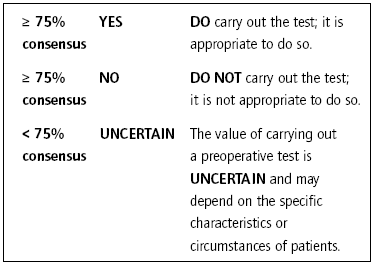 ≥ 75% YES DO carry out the test; it is
consensus appropriate to do so.
≥ 75% NO DO NOT carry out the test;
consensus it is not appropriate to do so.
< 75% UNCERTAIN The value of carrying out
consensus a preoperative test is
UNCERTAIN and may
depend on the specific
characteristics or
circumstances of patients.